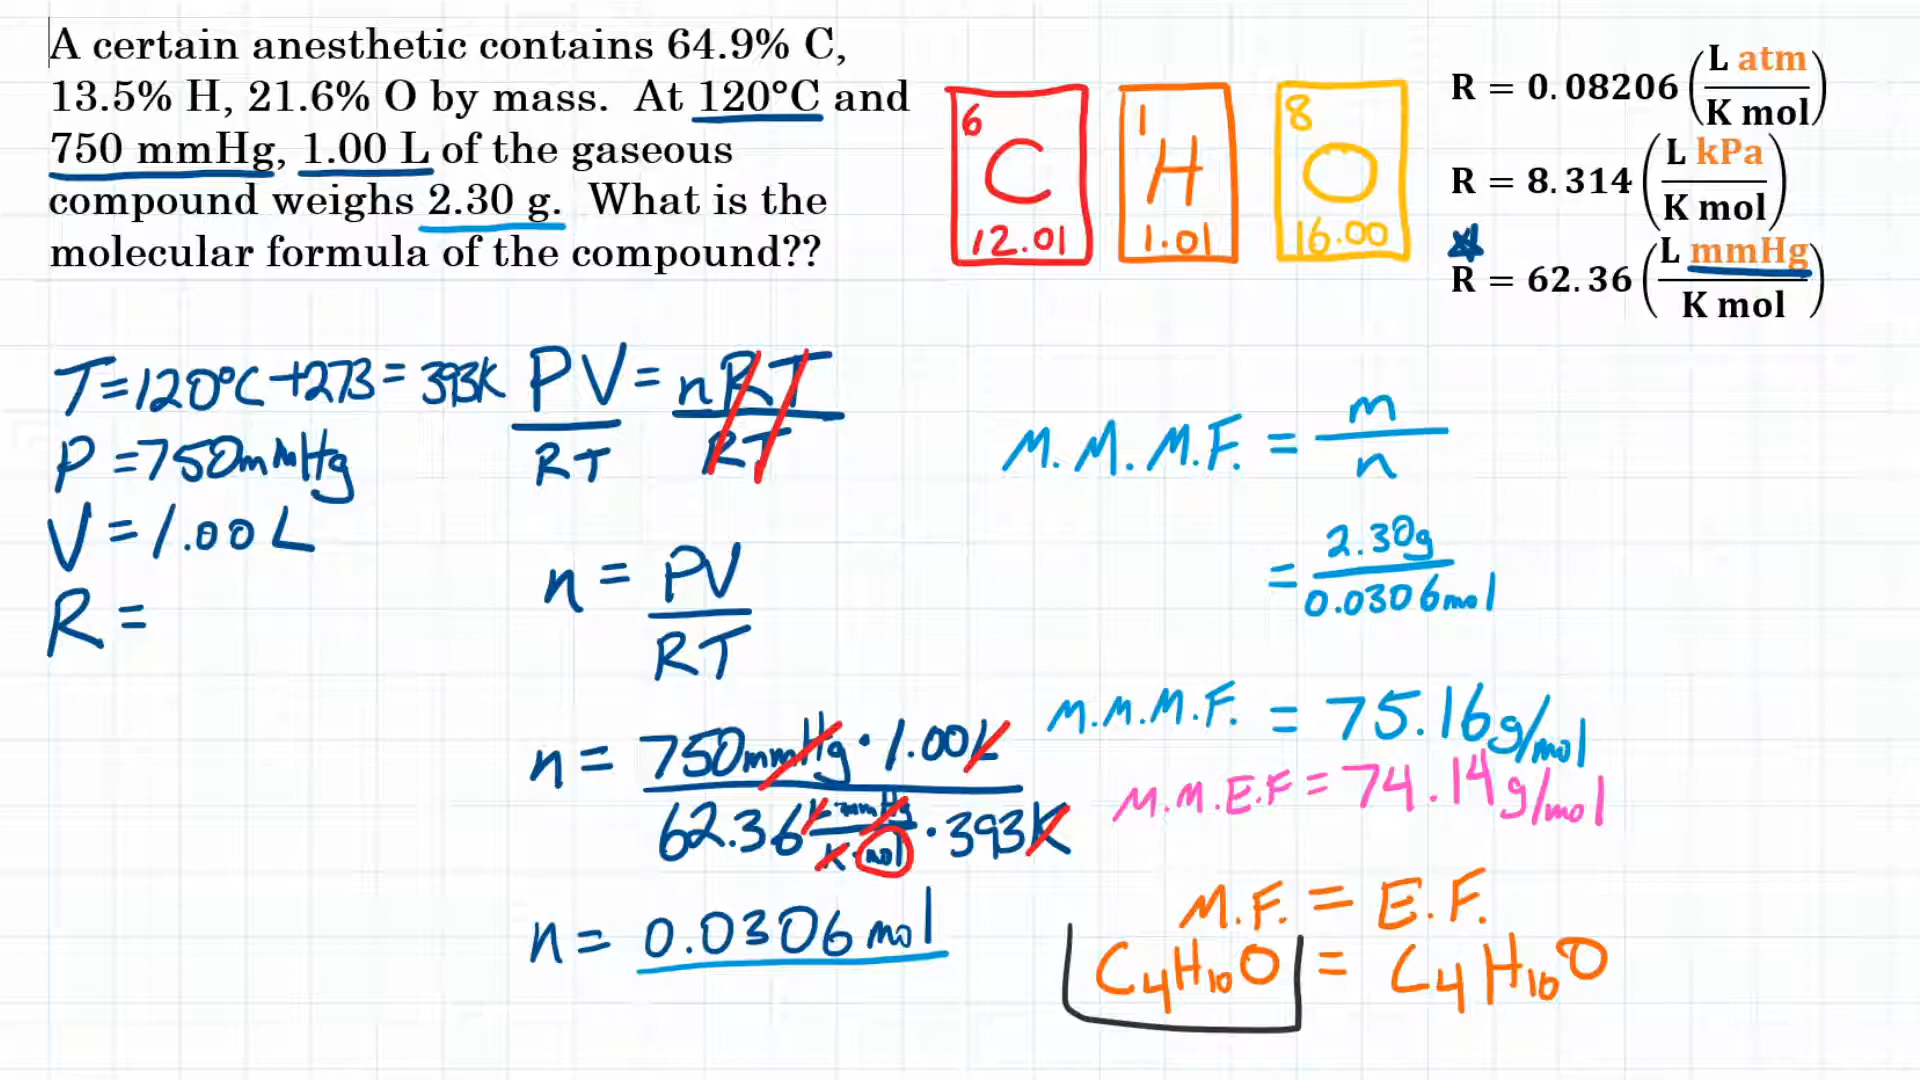 A certain anesthetic contains 64.9% C,
13.5% H, 21.6% O by mass. At 120°C and
750 mmHg, 1.00 L of the gaseous
compound weighs 2.30 g. What is the
molecular formula of the compound??
6
C
12.01
1
H
1.01
8
O
16.00
R = 0.08206 (L atm / K mol)
R = 8.314 (L kPa / K mol)
R = 62.36 (L mmHg / K mol)
T = 120°C + 273 = 393K
P = 750mmHg
V = 1.00 L
R =
PV = nRT
RT RT
n = PV
RT
n = 750mmHg · 1.00L
62.36 L mmHg / K·mol · 393K
n = 0.0306 mol
M.M.M.F. = m
n
= 2.30g
0.0306mol
M.M.M.F. = 75.16g/mol
M.M.E.F = 74.14g/mol
M.F. = E.F.
C4H10O = C4H10O